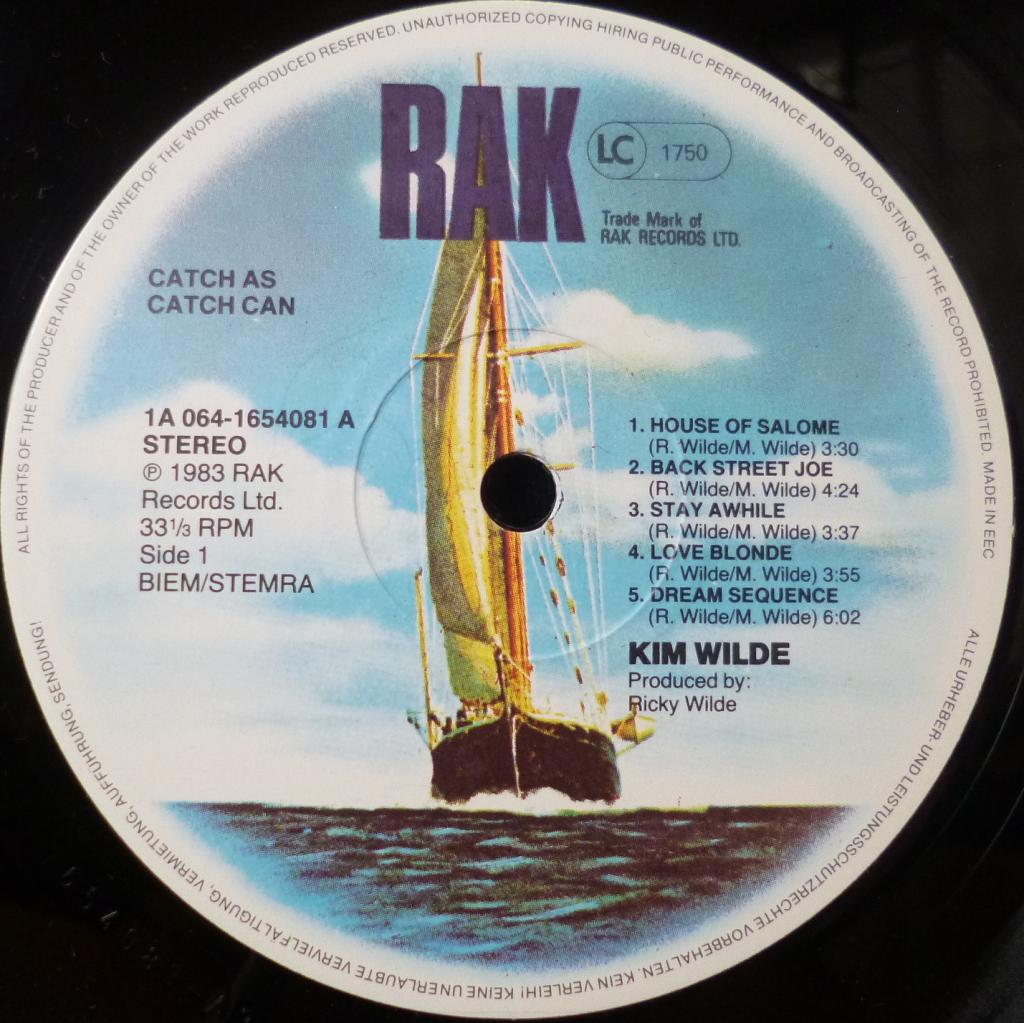 ALL RIGHTS OF THE PRODUCER AND OF THE OWNER OF THE WORK REPRODUCED RESERVED. UNAUTHORIZED COPYING HIRING PUBLIC PERFORMANCE AND BROADCASTING OF THE RECORD PROHIBITED. MADE IN EEC
RAK
LC 1750
Trade Mark of
RAK RECORDS LTD.
CATCH AS
CATCH CAN
1A 064-1654081 A
STEREO
℗ 1983 RAK
Records Ltd.
33⅓ RPM
Side 1
BIEM/STEMRA
1. HOUSE OF SALOME
(R. Wilde/M. Wilde) 3:30
2. BACK STREET JOE
(R. Wilde/M. Wilde) 4:24
3. STAY AWHILE
(R. Wilde/M. Wilde) 3:37
4. LOVE BLONDE
(R. Wilde/M. Wilde) 3:55
5. DREAM SEQUENCE
(R. Wilde/M. Wilde) 6:02
KIM WILDE
Produced by:
Ricky Wilde
ALLE URHEBER- UND LEISTUNGSSCHUTZRECHTE VORBEHALTEN. KEIN VERLEIH! KEINE UNERLAUBTE VERVIELFÄLTIGUNG, VERMIETUNG, AUFFÜHRUNG, SENDUNG!